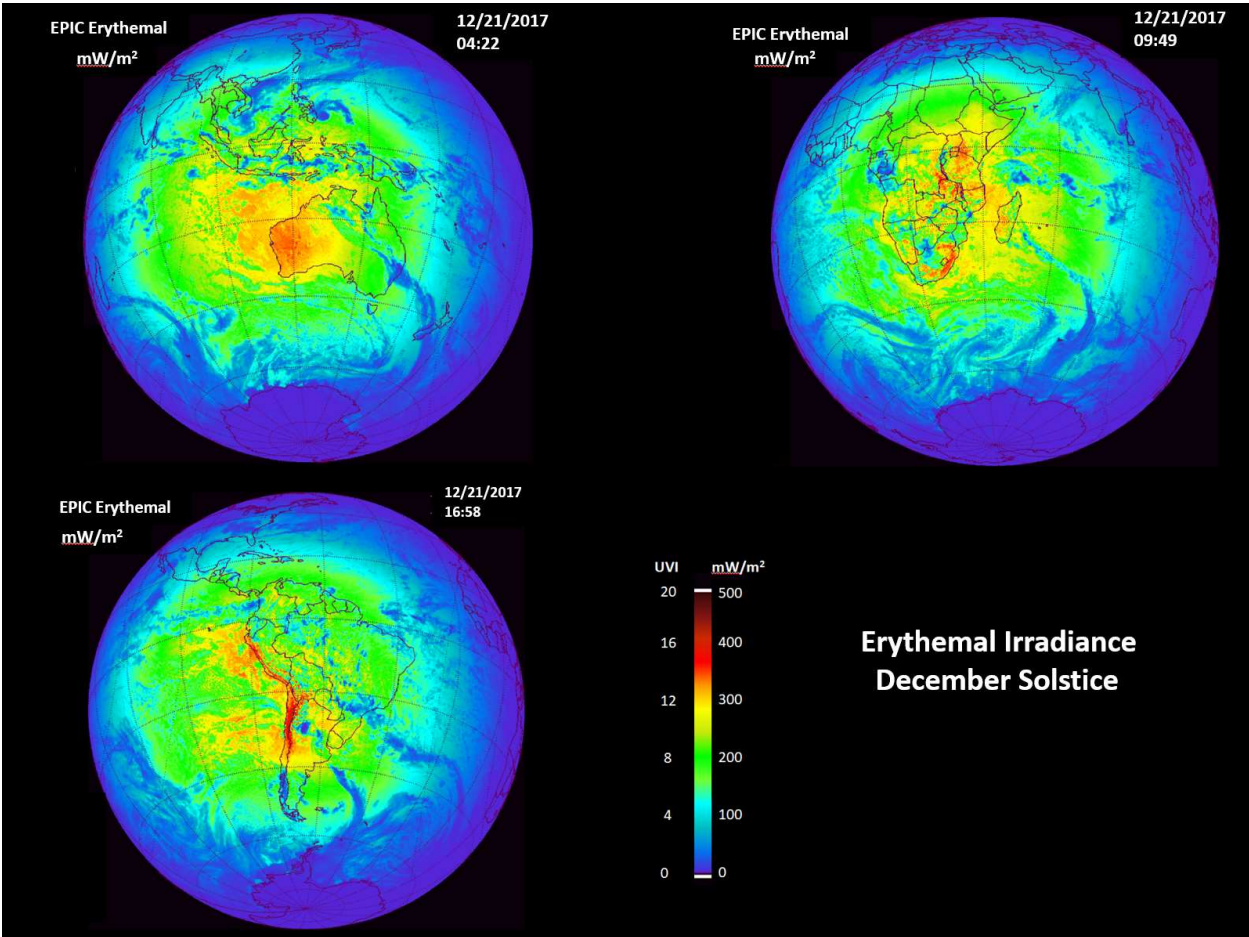 EPIC Erythemal
mW/m²
12/21/2017
04:22
EPIC Erythemal
mW/m²
12/21/2017
09:49
EPIC Erythemal
mW/m²
12/21/2017
16:58
UVI mW/m²
20 500
16 400
12 300
8 200
4 100
0 0
Erythemal Irradiance
December Solstice